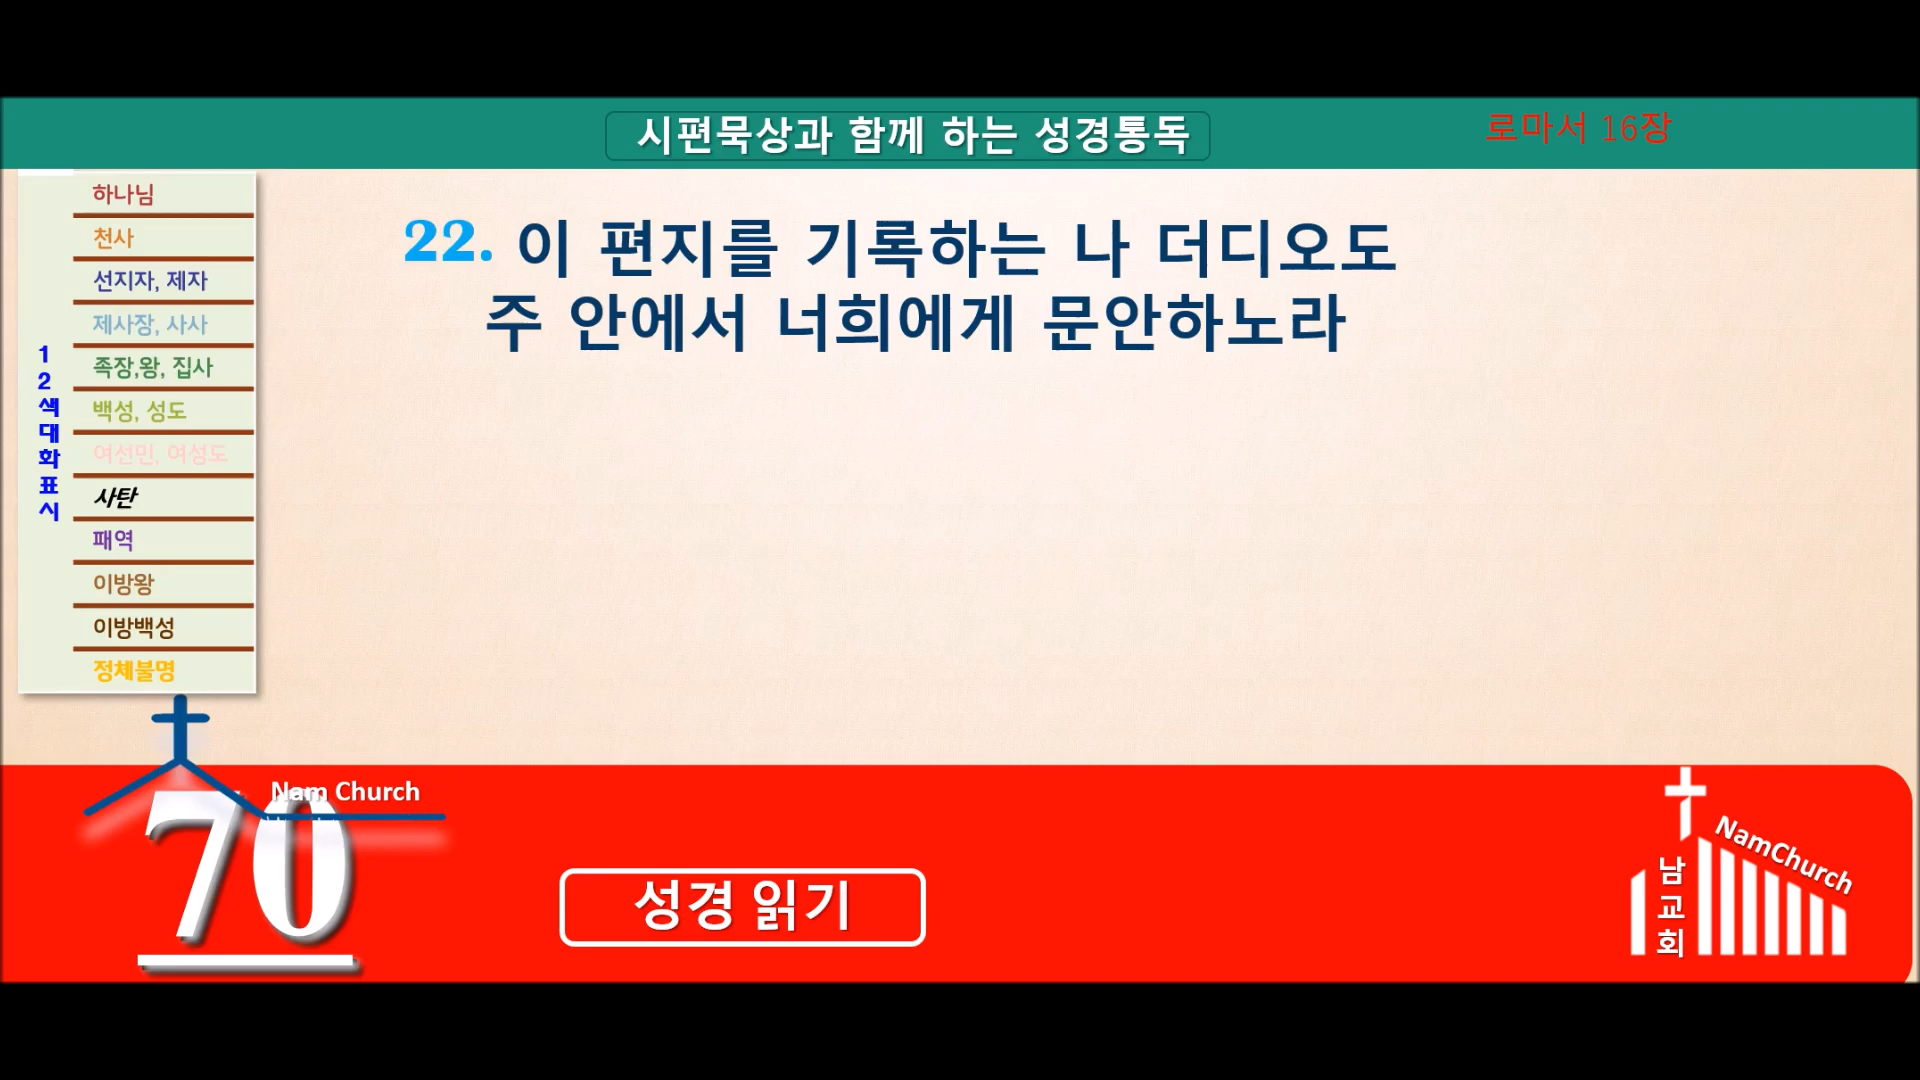 시편묵상과 함께 하는 성경통독
로마서 16장
12색대화표시
하나님
천사
선지자, 제자
제사장, 사사
족장,왕, 집사
백성, 성도
여선민, 여성도
사탄
패역
이방왕
이방백성
정체불명
22. 이 편지를 기록하는 나 더디오도
주 안에서 너희에게 문안하노라
Nam Church
70
성경 읽기
NamChurch
남교회